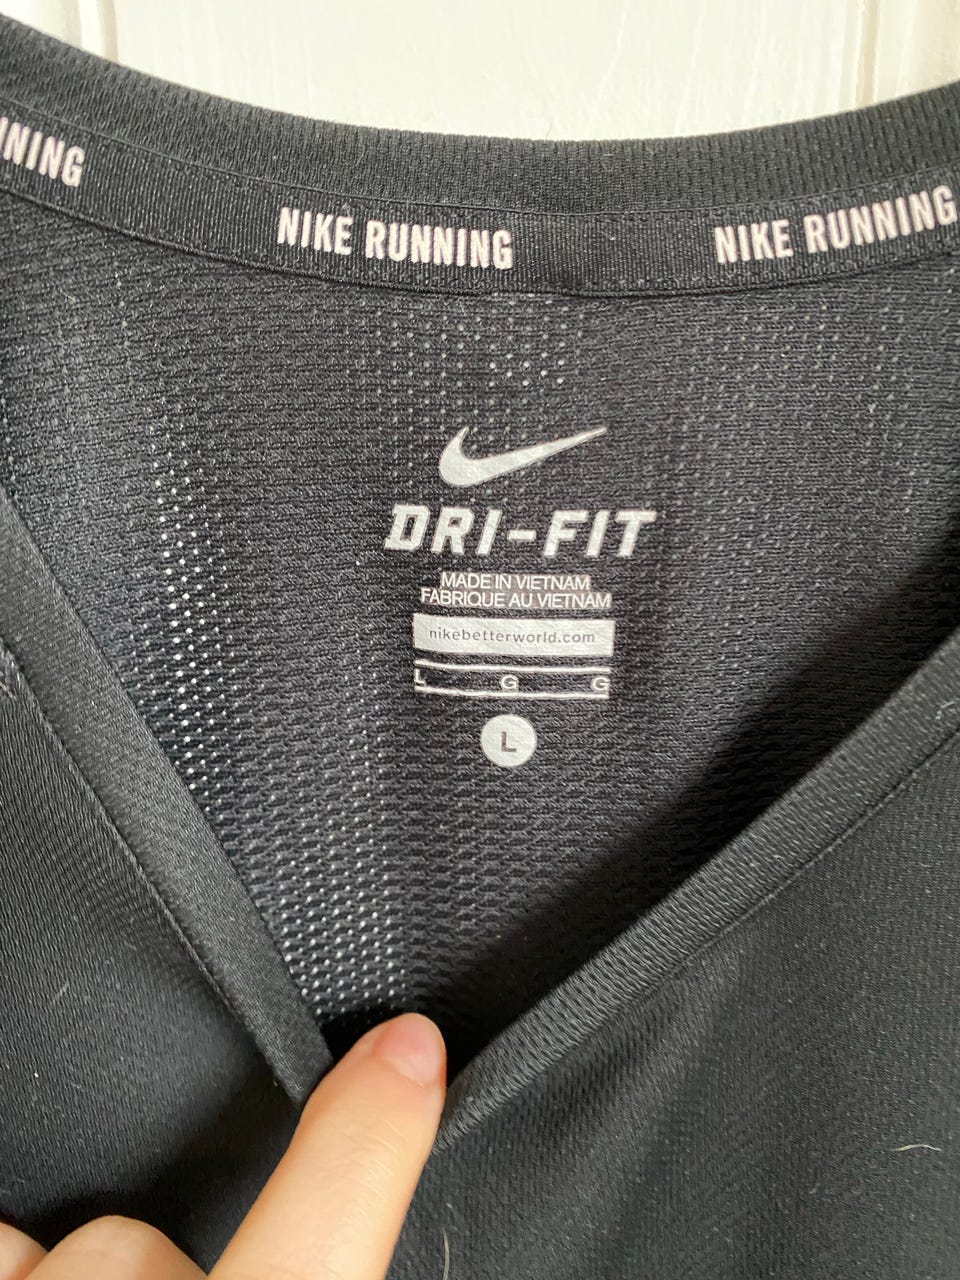 NING
NIKE RUNNING
NIKE RUNNING
DRI-FIT
MADE IN VIETNAM
FABRIQUE AU VIETNAM
nikebetterworld.com
L G G
L